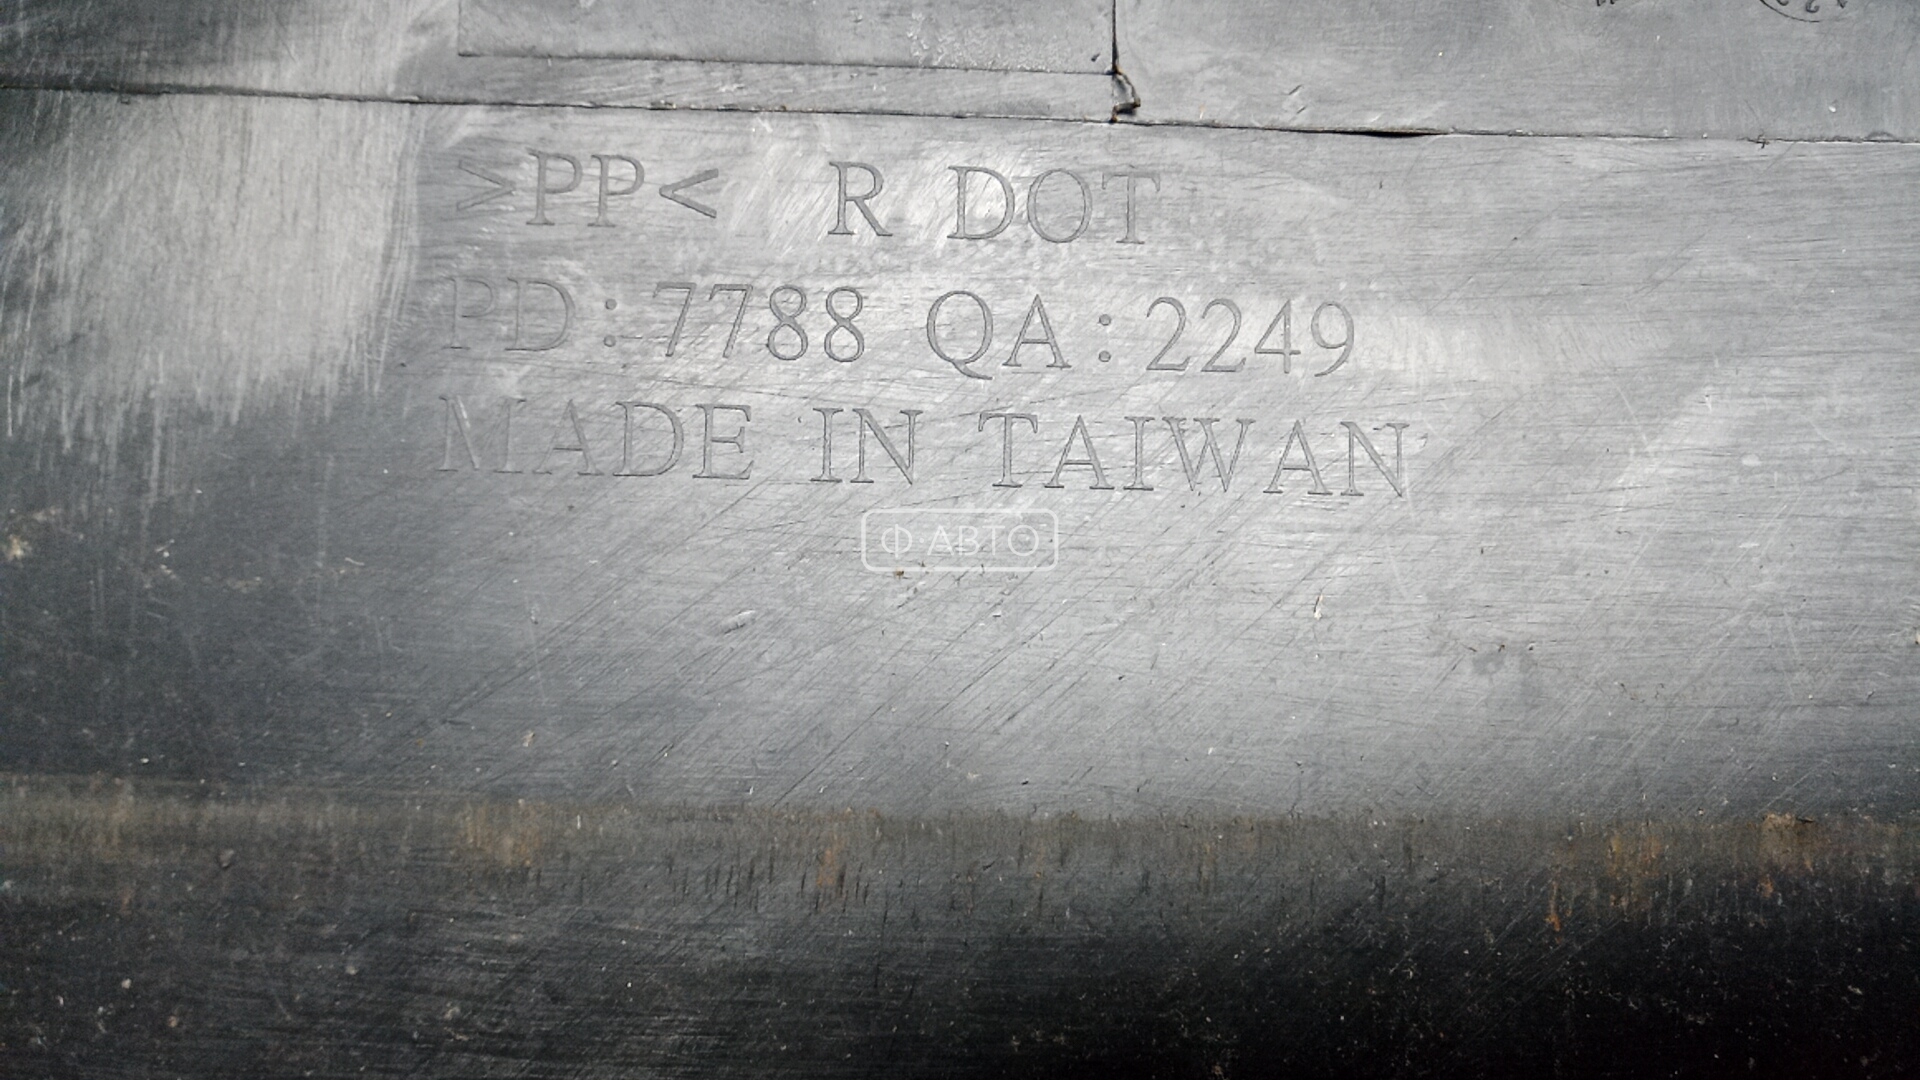 >PP< R DOT
PD:7788 QA:2249
MADE IN TAIWAN
Ф·АВТО